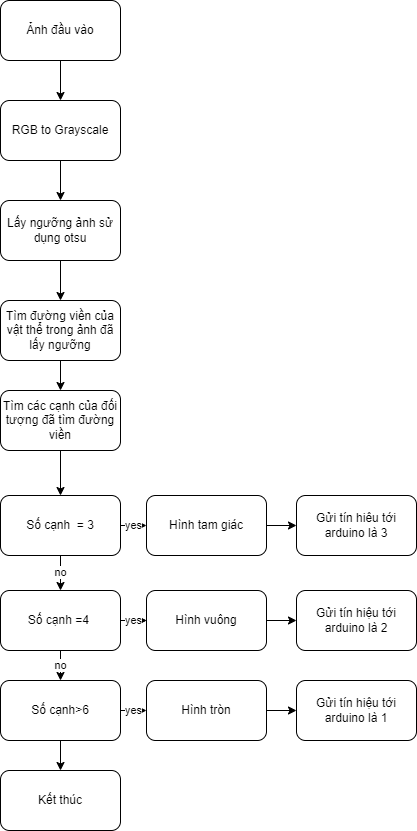 Ảnh đầu vào
RGB to Grayscale
Lấy ngưỡng ảnh sử
dụng otsu
Tìm đường viền của
vật thể trong ảnh đã
lấy ngưỡng
Tìm các cạnh của đối
tượng đã tìm đường
viền
Số cạnh = 3
yes
Hình tam giác
Gửi tín hiêu tới
arduino là 3
no
Số cạnh =4
yes
Hình vuông
Gửi tín hiêu tới
arduino là 2
no
Số cạnh>6
yes
Hình tròn
Gửi tín hiêu tới
arduino là 1
Kết thúc